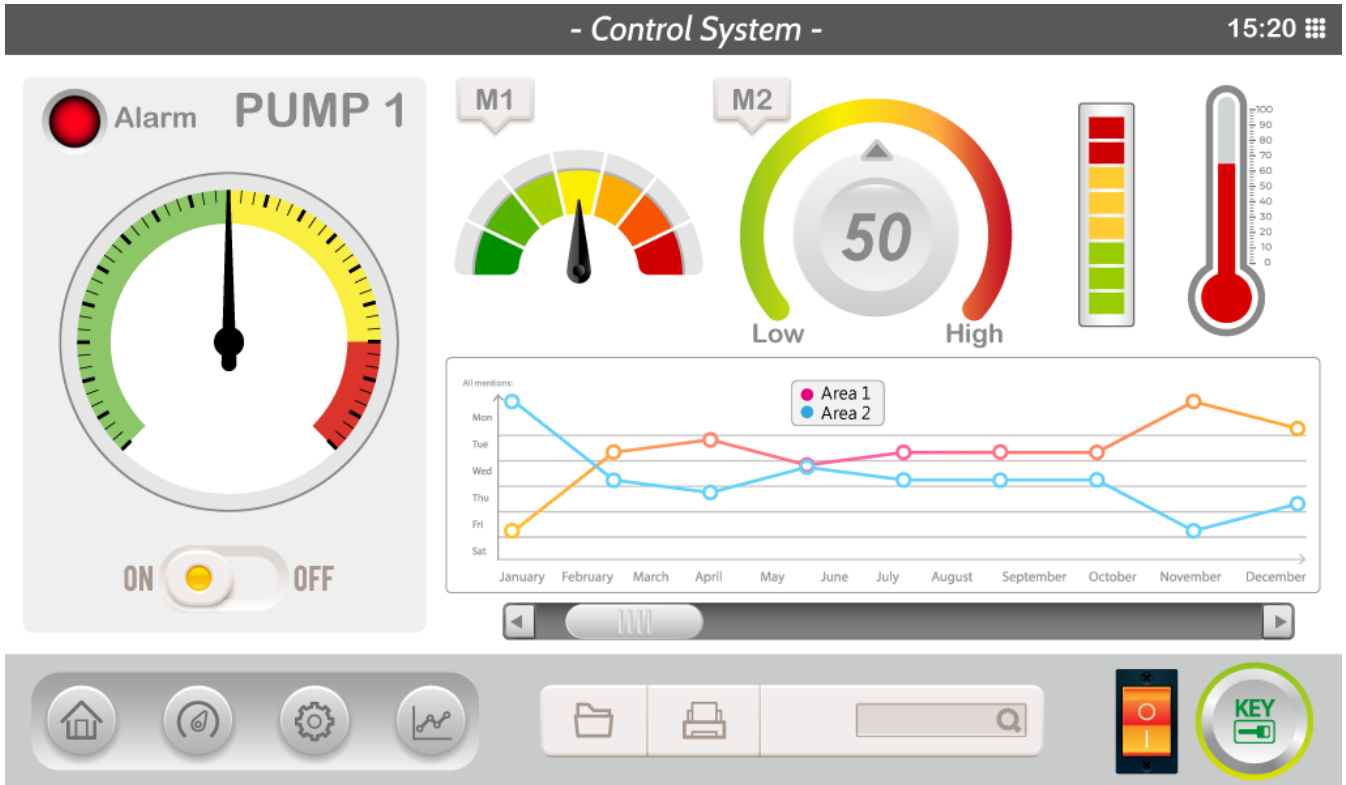 - Control System -
15:20
Alarm
PUMP 1
ON
OFF
M1
M2
50
Low
High
100
90
80
70
60
50
40
30
20
10
0
All mentions:
Area 1
Area 2
Mon
Tue
Wed
Thu
Fri
Sat
January February March April May June July August September October November December
KEY